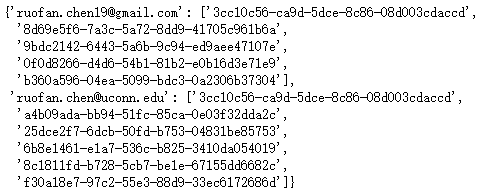 {'ruofan.chen19@gmail.com': ['3cc10c56-ca9d-5dce-8c86-08d003cdaccd',
'8d69e5f6-7a3c-5a72-8dd9-41705c961b6a',
'9bdc2142-6443-5a6b-9c94-ed9aee47107e',
'0f0d8266-d4d6-54b1-81b2-e0b16d3e71e9',
'b360a596-04ea-5099-bdc3-0a2306b37304'],
'ruofan.chen@uconn.edu': ['3cc10c56-ca9d-5dce-8c86-08d003cdaccd',
'a4b09ada-bb94-51fc-85ca-0e03f32dda2c',
'25dce2f7-6dcb-50fd-b753-04831be85753',
'6b8e1461-e1a7-536c-b825-3410da054019',
'8c1811fd-b728-5cb7-be1e-67155dd6682c',
'f30a18e7-97c2-55e3-88d9-33ec6172686d']}